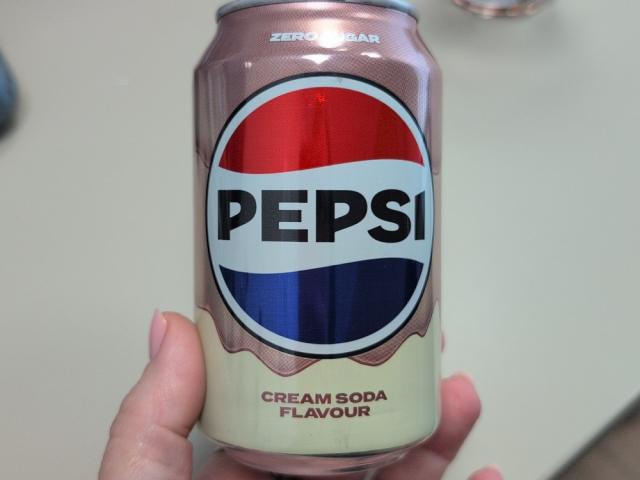 ZERO SUGAR
PEPSI
CREAM SODA
FLAVOUR